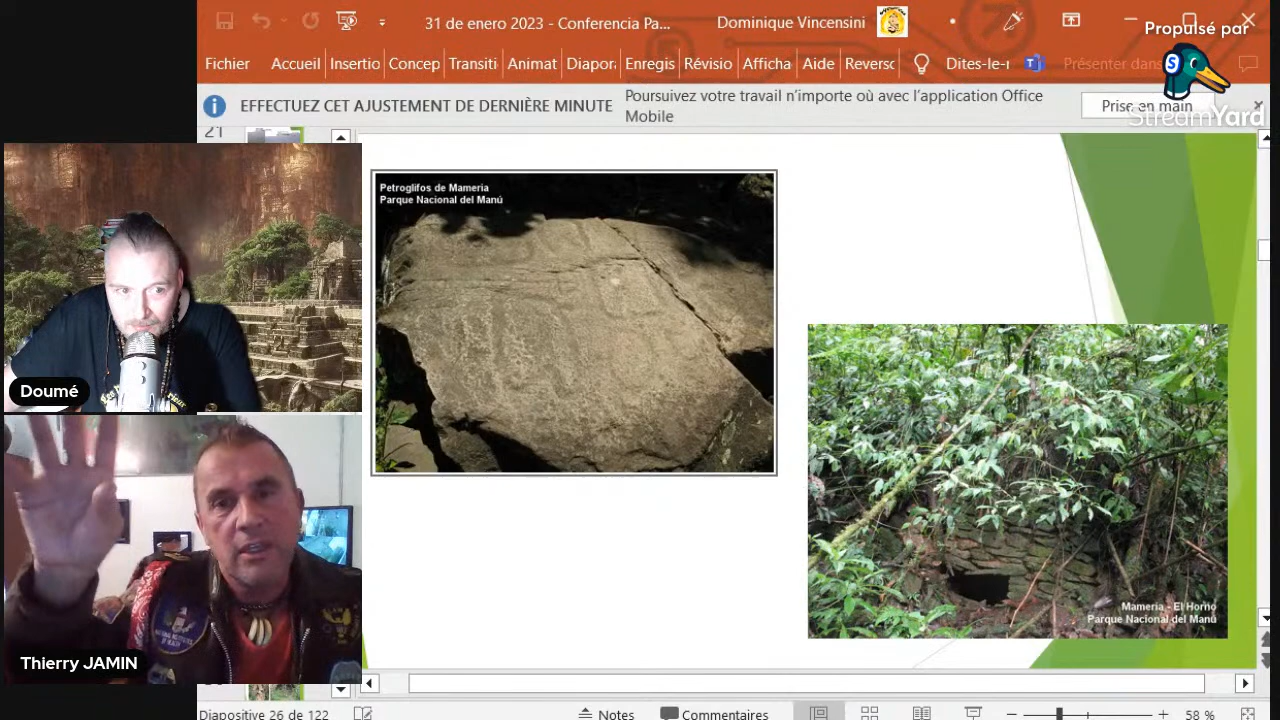 31 de enero 2023 - Conferencia Pa...
Dominique Vincensini
Propulsé par
StreamYard
Fichier
Accueil
Insertio
Concep
Transiti
Animat
Diapora
Enregis
Révisio
Afficha
Aide
Reverso
Dites-le-r
Présenter dans
EFFECTUEZ CET AJUSTEMENT DE DERNIÈRE MINUTE
Poursuivez votre travail n’importe où avec l’application Office
Mobile
Prise en main
21
Petroglifos de Mameria
Parque Nacional del Manú
Doumé
Thierry JAMIN
Mameria - El Horno
Parque Nacional del Manú
Diapositive 26 de 122
Notes
Commentaires
58 %